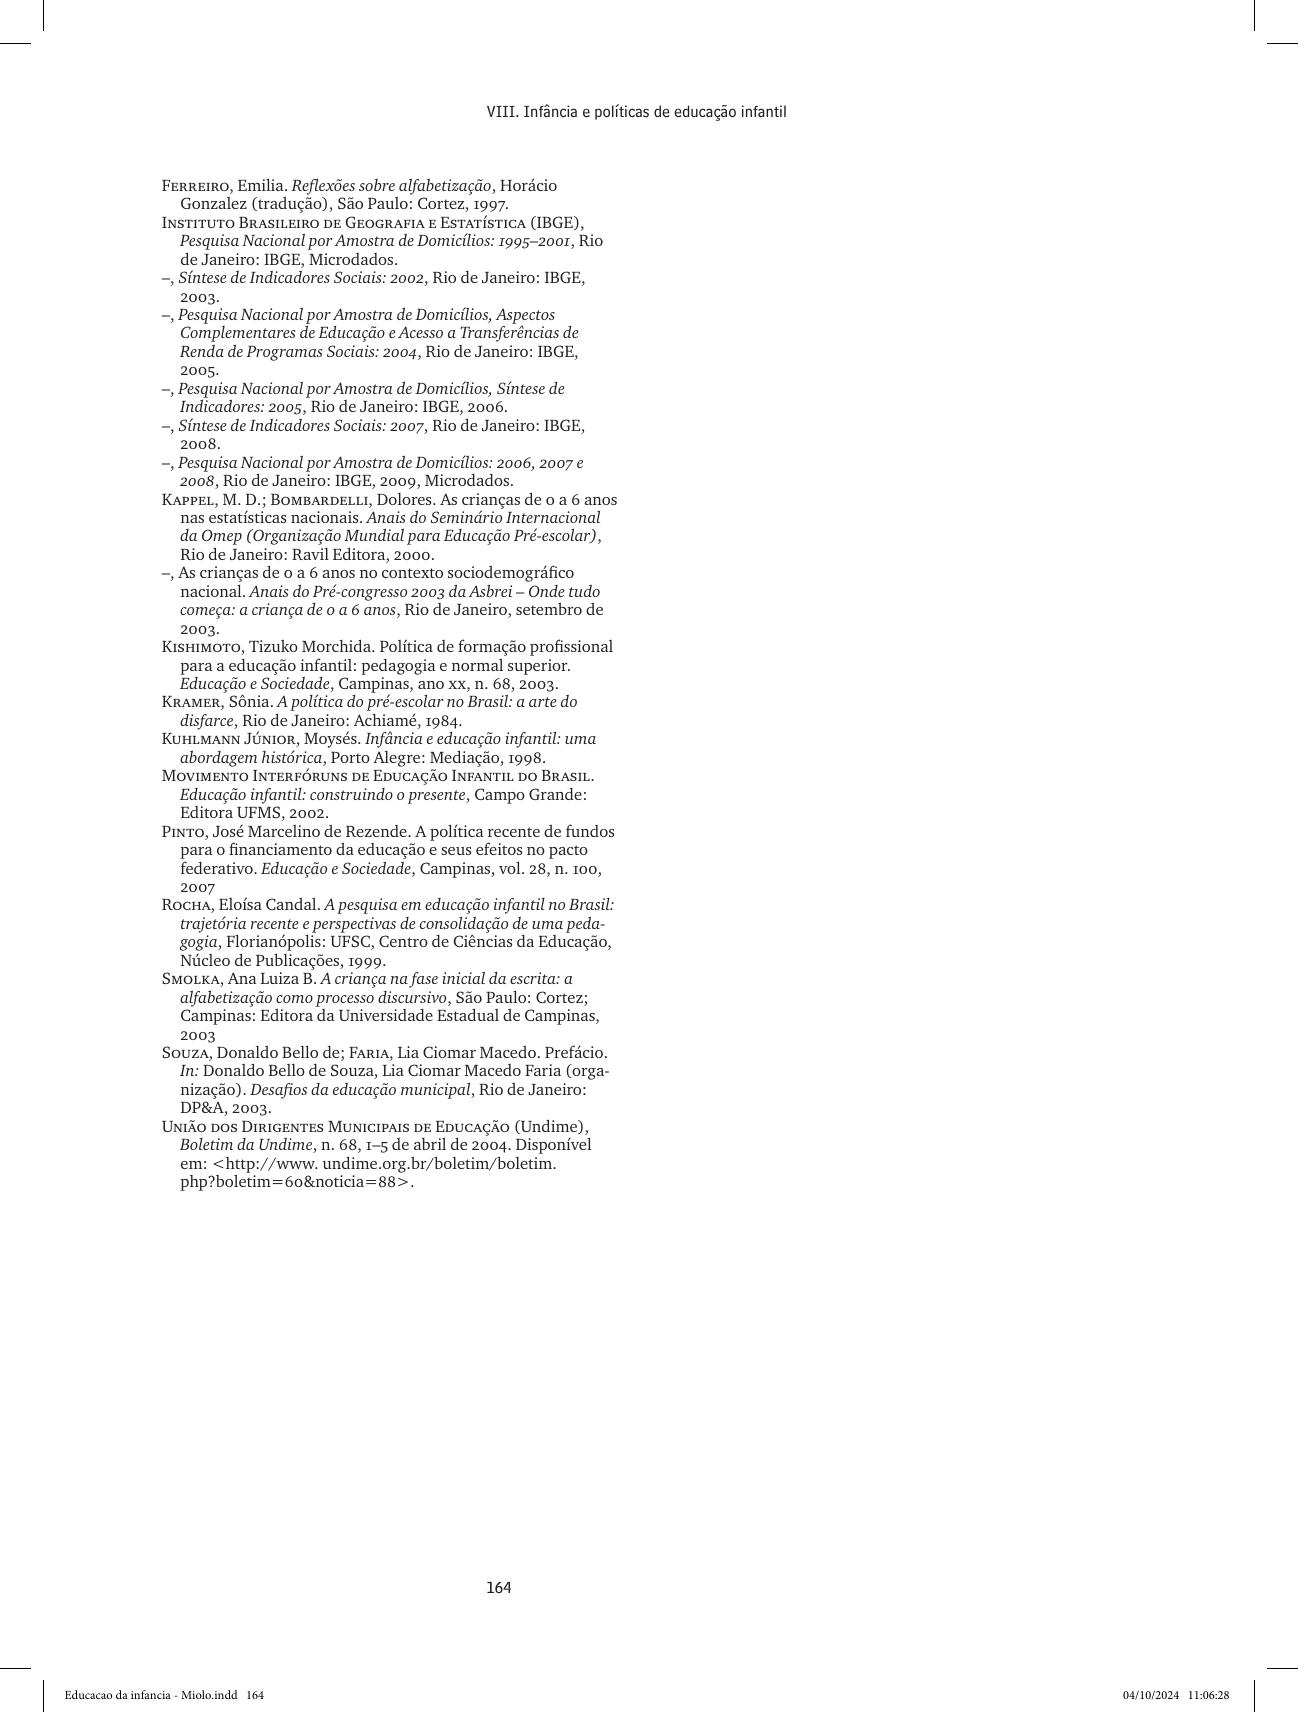 VIII. Infância e políticas de educação infantil
Ferreiro, Emilia. Reflexões sobre alfabetização, Horácio
Gonzalez (tradução), São Paulo: Cortez, 1997.
Instituto Brasileiro de Geografia e Estatística (IBGE),
Pesquisa Nacional por Amostra de Domicílios: 1995–2001, Rio
de Janeiro: IBGE, Microdados.
–, Síntese de Indicadores Sociais: 2002, Rio de Janeiro: IBGE,
2003.
–, Pesquisa Nacional por Amostra de Domicílios, Aspectos
Complementares de Educação e Acesso a Transferências de
Renda de Programas Sociais: 2004, Rio de Janeiro: IBGE,
2005.
–, Pesquisa Nacional por Amostra de Domicílios, Síntese de
Indicadores: 2005, Rio de Janeiro: IBGE, 2006.
–, Síntese de Indicadores Sociais: 2007, Rio de Janeiro: IBGE,
2008.
–, Pesquisa Nacional por Amostra de Domicílios: 2006, 2007 e
2008, Rio de Janeiro: IBGE, 2009, Microdados.
Kappel, M. D.; Bombardelli, Dolores. As crianças de 0 a 6 anos
nas estatísticas nacionais. Anais do Seminário Internacional
da Omep (Organização Mundial para Educação Pré-escolar),
Rio de Janeiro: Ravil Editora, 2000.
–, As crianças de 0 a 6 anos no contexto sociodemográfico
nacional. Anais do Pré-congresso 2003 da Asbrei – Onde tudo
começa: a criança de 0 a 6 anos, Rio de Janeiro, setembro de
2003.
Kishimoto, Tizuko Morchida. Política de formação profissional
para a educação infantil: pedagogia e normal superior.
Educação e Sociedade, Campinas, ano xx, n. 68, 2003.
Kramer, Sônia. A política do pré-escolar no Brasil: a arte do
disfarce, Rio de Janeiro: Achiamé, 1984.
Kuhlmann Júnior, Moysés. Infância e educação infantil: uma
abordagem histórica, Porto Alegre: Mediação, 1998.
Movimento Interfóruns de Educação Infantil do Brasil.
Educação infantil: construindo o presente, Campo Grande:
Editora UFMS, 2002.
Pinto, José Marcelino de Rezende. A política recente de fundos
para o financiamento da educação e seus efeitos no pacto
federativo. Educação e Sociedade, Campinas, vol. 28, n. 100,
2007
Rocha, Eloísa Candal. A pesquisa em educação infantil no Brasil:
trajetória recente e perspectivas de consolidação de uma peda-
gogia, Florianópolis: UFSC, Centro de Ciências da Educação,
Núcleo de Publicações, 1999.
Smolka, Ana Luiza B. A criança na fase inicial da escrita: a
alfabetização como processo discursivo, São Paulo: Cortez;
Campinas: Editora da Universidade Estadual de Campinas,
2003
Souza, Donaldo Bello de; Faria, Lia Ciomar Macedo. Prefácio.
In: Donaldo Bello de Souza, Lia Ciomar Macedo Faria (orga-
nização). Desafios da educação municipal, Rio de Janeiro:
DP&A, 2003.
União dos Dirigentes Municipais de Educação (Undime),
Boletim da Undime, n. 68, 1–5 de abril de 2004. Disponível
em: <http://www. undime.org.br/boletim/boletim.
php?boletim=60&noticia=88>.
164
Educacao da infancia - Miolo.indd 164
04/10/2024 11:06:28